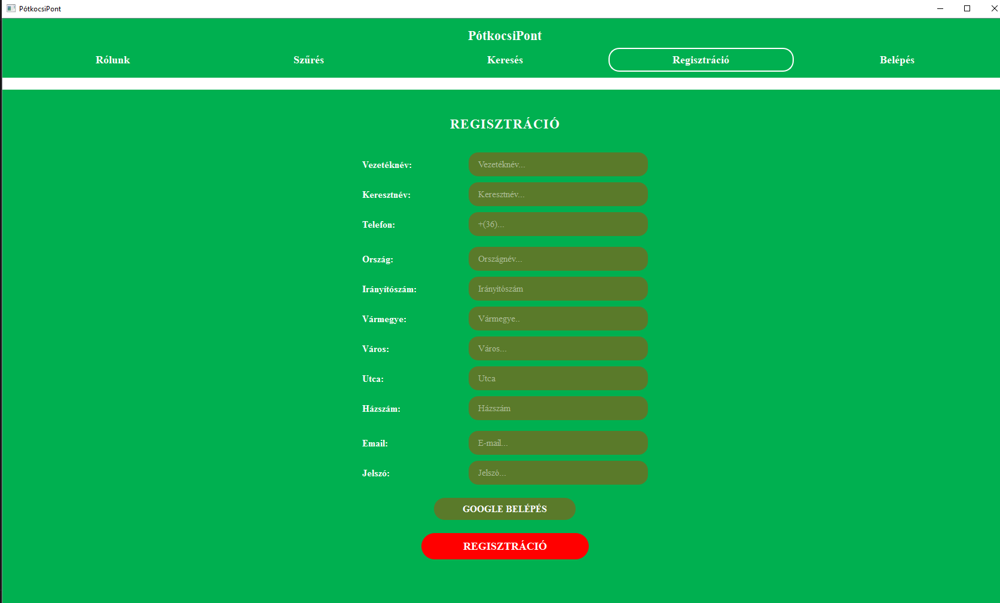 PótkocsiPont
PótkocsiPont
Rólunk Szűrés Keresés Regisztráció Belépés
REGISZTRÁCIÓ
Vezetéknév: Vezetéknév...
Keresztnév: Keresztnév...
Telefon: +(36)...
Ország: Országnév...
Irányítószám: Irányítószám
Vármegye: Vármegye..
Város: Város...
Utca: Utca
Házszám: Házszám
Email: E-mail...
Jelszó: Jelszó...
GOOGLE BELÉPÉS
REGISZTRÁCIÓ